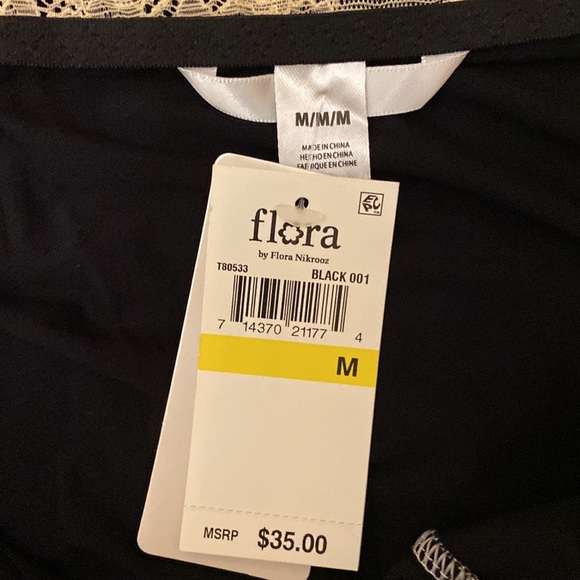 M/M/M
MADE IN CHINA
HECHO EN CHINA
FABRIQUE EN CHINE
flora
by Flora Nikrooz
T80533
BLACK 001
7 14370 21177 4
M
MSRP $35.00